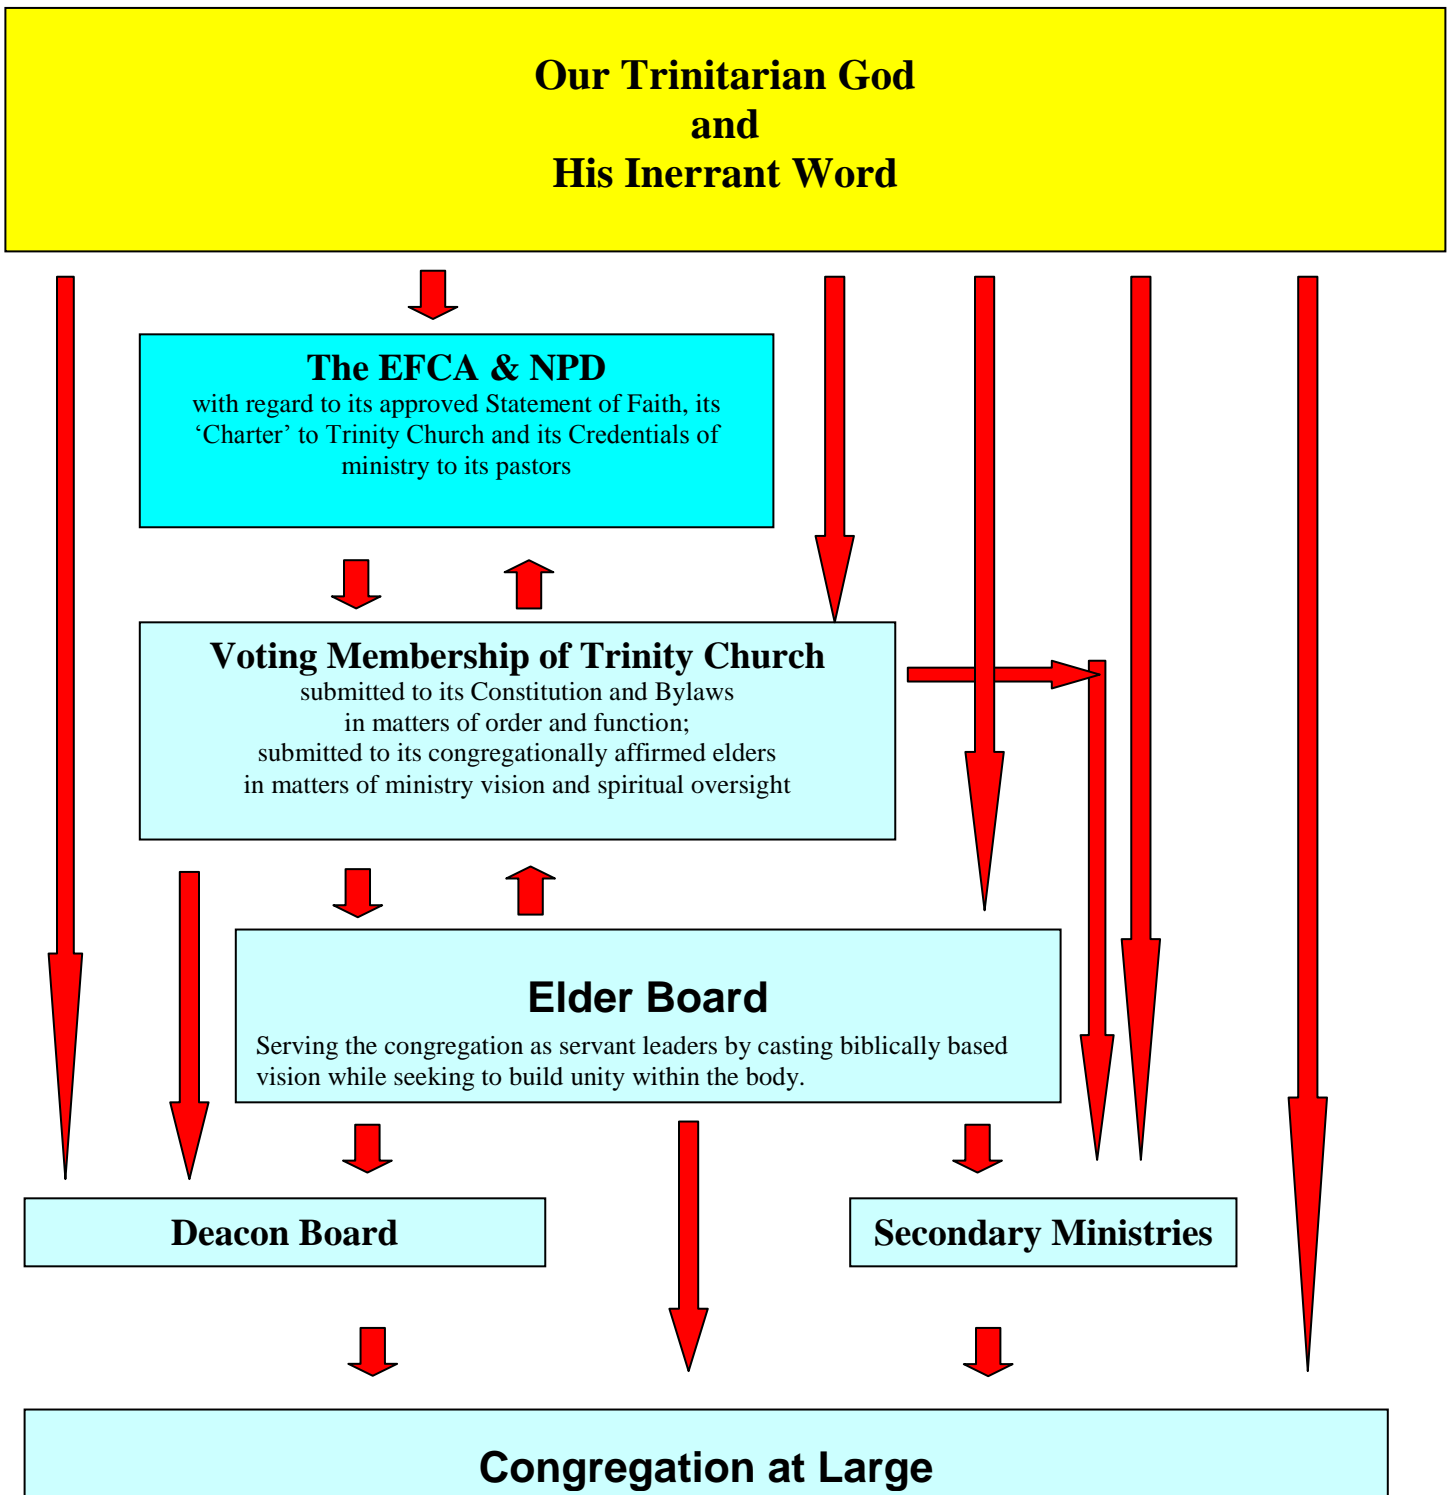 Our Trinitarian God
and
His Inerrant Word
The EFCA & NPD
with regard to its approved Statement of Faith, its
‘Charter’ to Trinity Church and its Credentials of
ministry to its pastors
Voting Membership of Trinity Church
submitted to its Constitution and Bylaws
in matters of order and function;
submitted to its congregationally affirmed elders
in matters of ministry vision and spiritual oversight
Elder Board
Serving the congregation as servant leaders by casting biblically based
vision while seeking to build unity within the body.
Deacon Board
Secondary Ministries
Congregation at Large